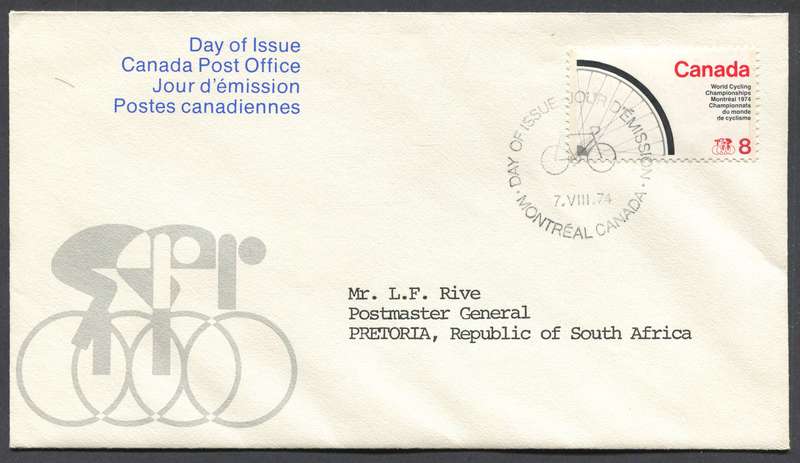 Day of Issue
Canada Post Office
Jour d'émission
Postes canadiennes
Canada
World Cycling
Championships
Montréal 1974
Championnats
du monde
de cyclisme
8
DAY OF ISSUE JOUR D'ÉMISSION
7.VIII.74
· MONTRÉAL CANADA ·
Mr. L.F. Rive
Postmaster General
PRETORIA, Republic of South Africa